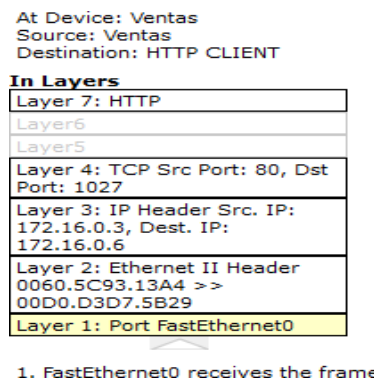 At Device: Ventas
Source: Ventas
Destination: HTTP CLIENT
In Layers
Layer 7: HTTP
Layer6
Layer5
Layer 4: TCP Src Port: 80, Dst
Port: 1027
Layer 3: IP Header Src. IP:
172.16.0.3, Dest. IP:
172.16.0.6
Layer 2: Ethernet II Header
0060.5C93.13A4 >>
00D0.D3D7.5B29
Layer 1: Port FastEthernet0
1. FastEthernet0 receives the frame